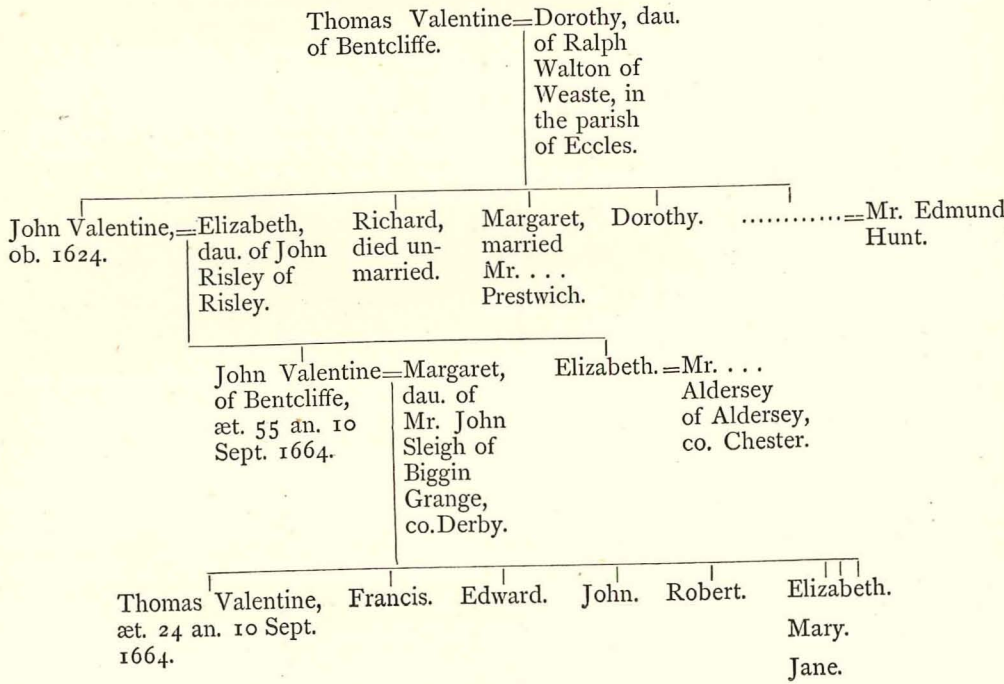 Thomas Valentine=Dorothy, dau.
of Bentcliffe.
of Ralph
Walton of
Weaste, in
the parish
of Eccles.
John Valentine,=Elizabeth,
ob. 1624.
dau. of John
Risley of
Risley.
Richard,
died un-
married.
Margaret,
married
Mr. . . .
Prestwich.
Dorothy.
............=Mr. Edmund
Hunt.
John Valentine=Margaret,
of Bentcliffe,
æt. 55 an. 10
Sept. 1664.
dau. of
Mr. John
Sleigh of
Biggin
Grange,
co.Derby.
Elizabeth.=Mr. . . .
Aldersey
of Aldersey,
co. Chester.
Thomas Valentine,
æt. 24 an. 10 Sept.
1664.
Francis.
Edward.
John.
Robert.
Elizabeth.
Mary.
Jane.